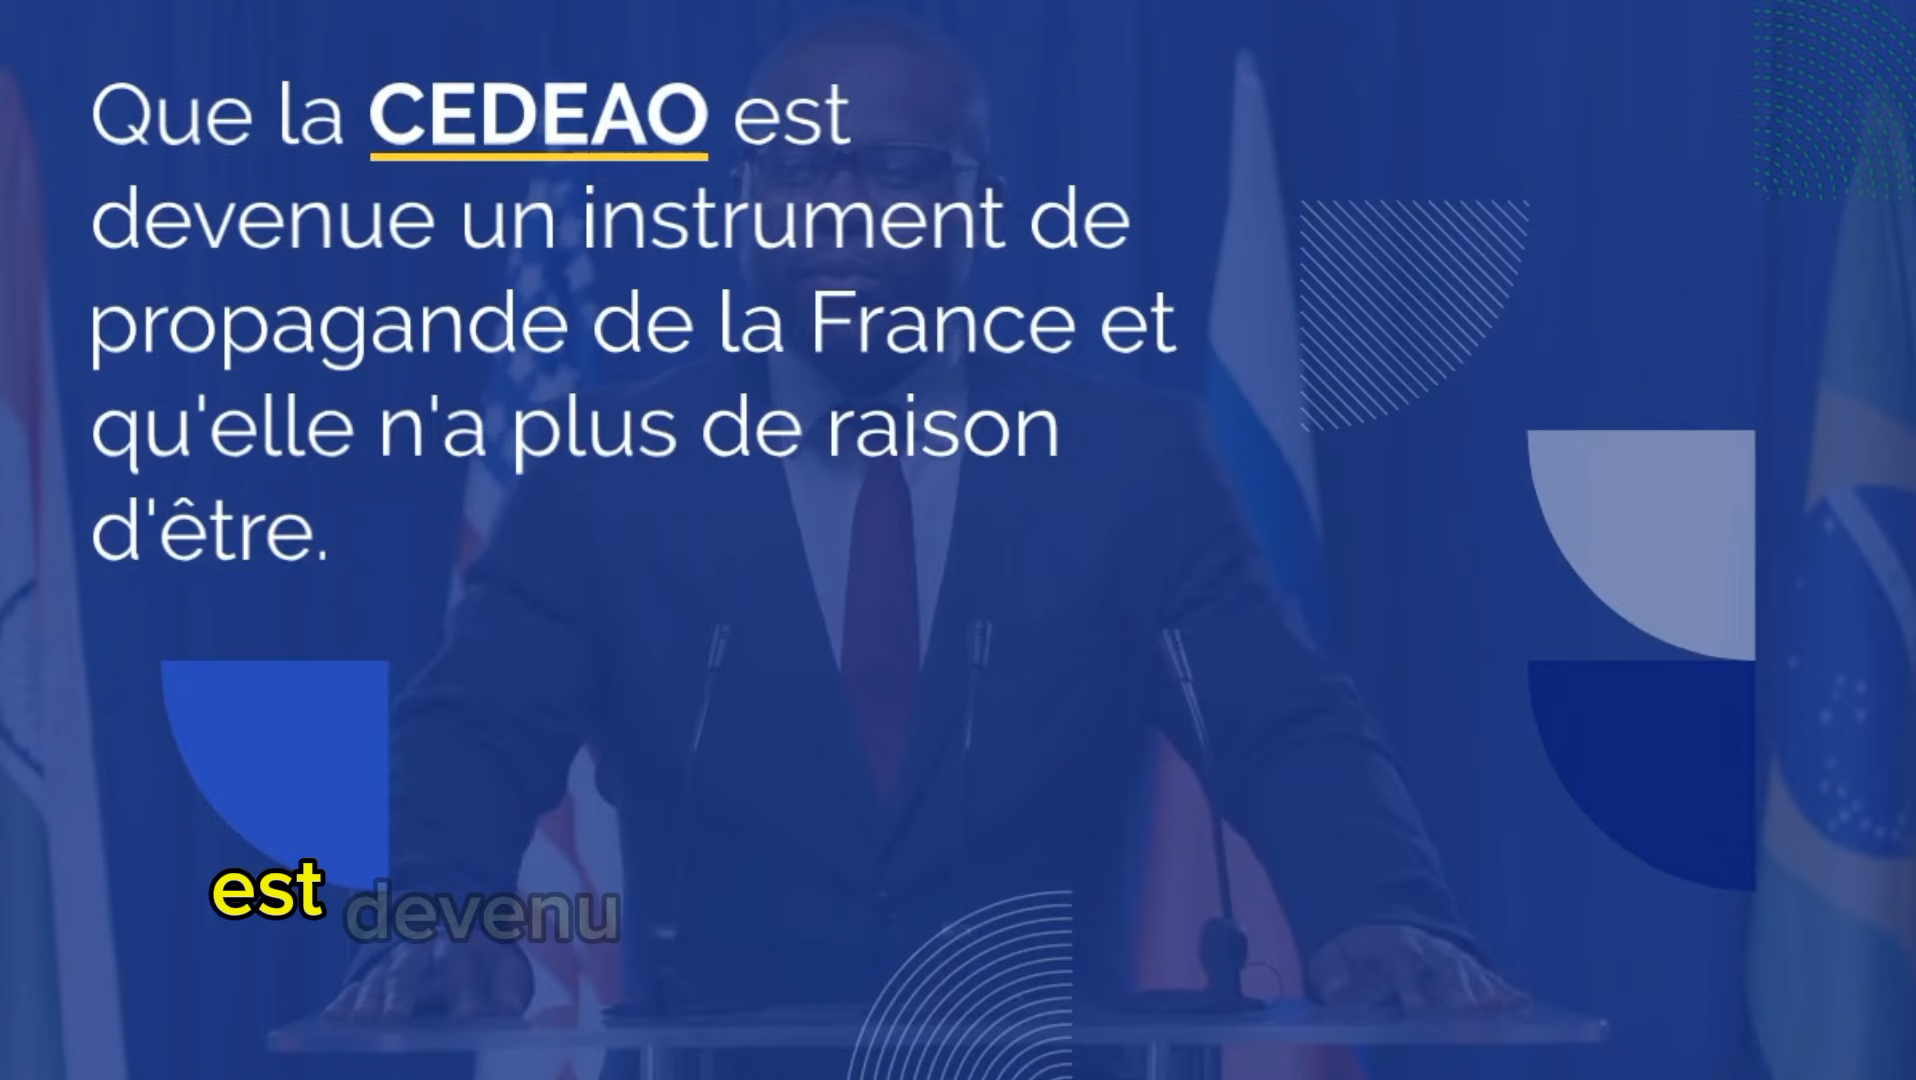 Que la CEDEAO est
devenue un instrument de
propagande de la France et
qu'elle n'a plus de raison
d'être.
est devenu